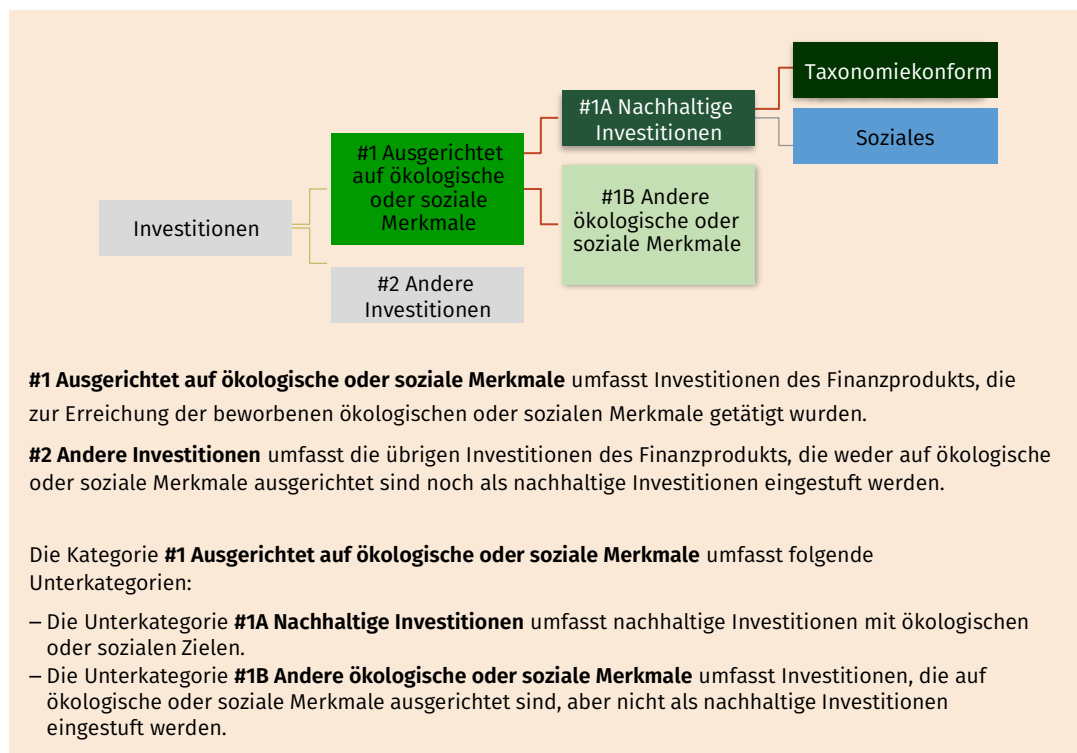 Taxonomiekonform
#1A Nachhaltige
Investitionen
Soziales
#1 Ausgerichtet
auf ökologische
oder soziale
Merkmale
#1B Andere
ökologische oder
soziale Merkmale
Investitionen
#2 Andere
Investitionen
#1 Ausgerichtet auf ökologische oder soziale Merkmale umfasst Investitionen des Finanzprodukts, die
zur Erreichung der beworbenen ökologischen oder sozialen Merkmale getätigt wurden.
#2 Andere Investitionen umfasst die übrigen Investitionen des Finanzprodukts, die weder auf ökologische
oder soziale Merkmale ausgerichtet sind noch als nachhaltige Investitionen eingestuft werden.
Die Kategorie #1 Ausgerichtet auf ökologische oder soziale Merkmale umfasst folgende
Unterkategorien:
– Die Unterkategorie #1A Nachhaltige Investitionen umfasst nachhaltige Investitionen mit ökologischen
oder sozialen Zielen.
– Die Unterkategorie #1B Andere ökologische oder soziale Merkmale umfasst Investitionen, die auf
ökologische oder soziale Merkmale ausgerichtet sind, aber nicht als nachhaltige Investitionen
eingestuft werden.